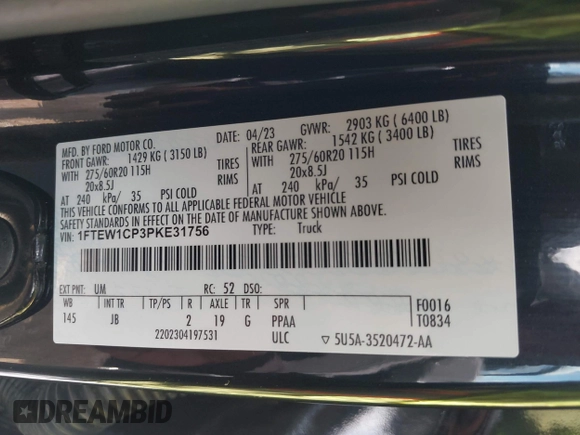 MFD. BY FORD MOTOR CO.
DATE: 04/23 GVWR: 2903 KG ( 6400 LB)
FRONT GAWR: 1429 KG ( 3150 LB) REAR GAWR: 1542 KG ( 3400 LB)
WITH 275/60R20 115H TIRES WITH 275/60R20 115H TIRES
20x8.5J RIMS 20x8.5J RIMS
AT 240 kPa/ 35 PSI COLD AT 240 kPa/ 35 PSI COLD
THIS VEHICLE CONFORMS TO ALL APPLICABLE FEDERAL MOTOR VEHICLE
SAFETY AND THEFT PREVENTION STANDARDS IN EFFECT ON THE DATE OF MANUFACTURE SHOWN ABOVE.
VIN: 1FTEW1CP3PKE31756 TYPE: Truck
EXT PNT: UM RC: 52 DSO:
WB INT TR TP/PS R AXLE TR SPR F0016
145 JB 2 19 G PPAA T0834
2202304197531 ULC ▽ 5U5A-3520472-AA
DREAMBID